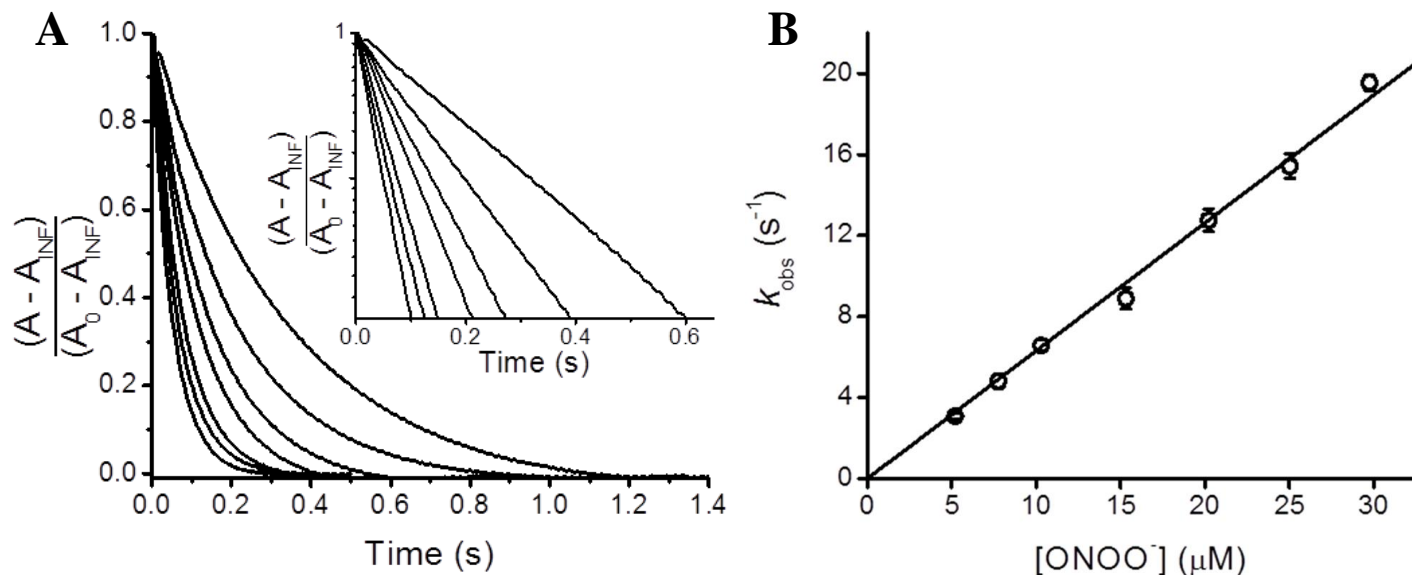 A
1.0
0.8
0.6
0.4
0.2
0.0
(A - A_INF)
(A_0 - A_INF)
0.0 0.2 0.4 0.6 0.8 1.0 1.2 1.4
Time (s)
1
(A - A_INF)
(A_0 - A_INF)
0.0 0.2 0.4 0.6
Time (s)
B
20
16
12
8
4
0
k_obs (s⁻¹)
0 5 10 15 20 25 30
[ONOO⁻] (µM)